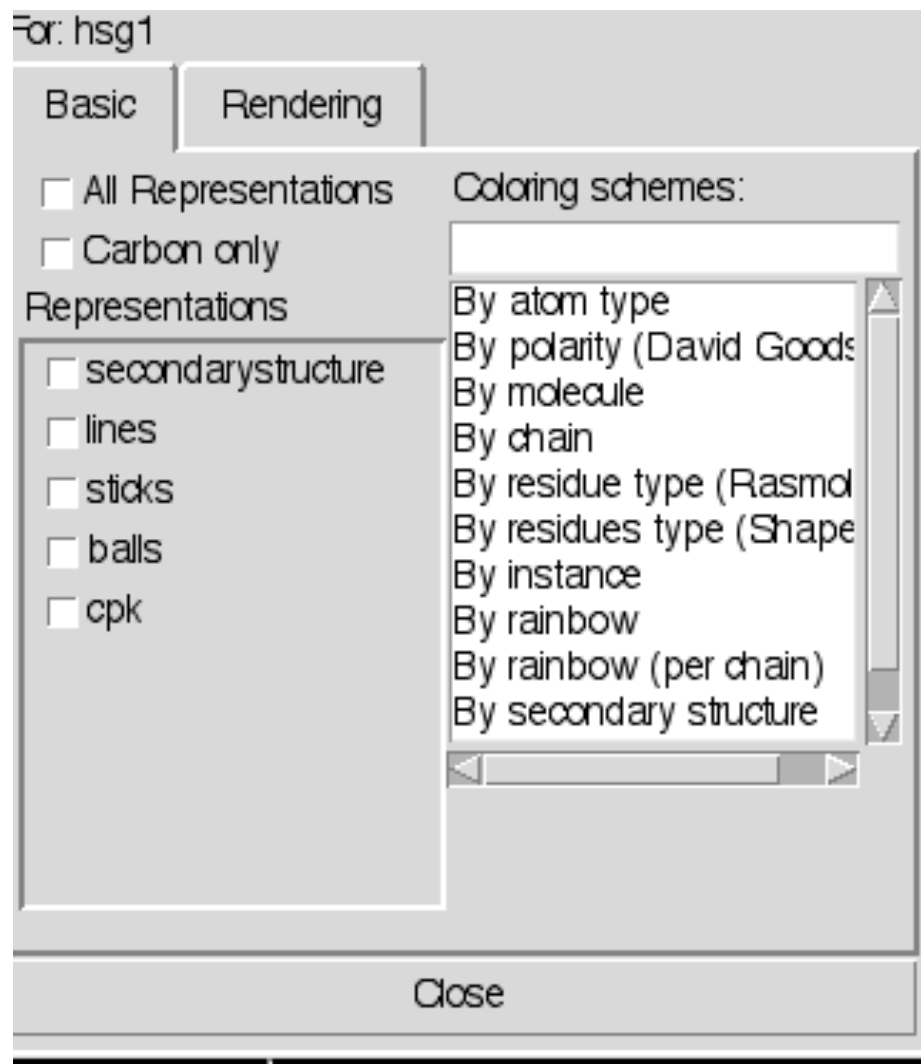 For: hsg1
Basic
Rendering
All Representations
Carbon only
Representations
secondarystructure
lines
sticks
balls
cpk
Coloring schemes:
By atom type
By polarity (David Goods
By molecule
By chain
By residue type (Rasmol
By residues type (Shape
By instance
By rainbow
By rainbow (per chain)
By secondary structure
Close